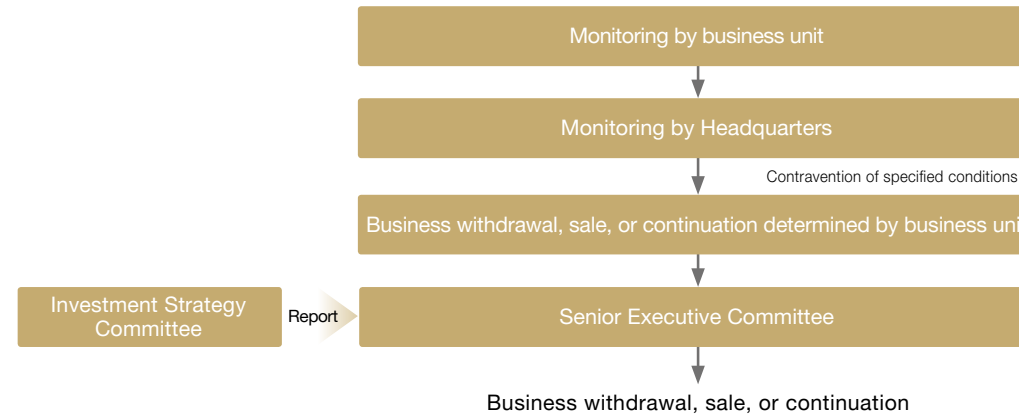 Monitoring by business unit
Monitoring by Headquarters
Contravention of specified conditions
Business withdrawal, sale, or continuation determined by business uni
Investment Strategy
Committee
Report
Senior Executive Committee
Business withdrawal, sale, or continuation